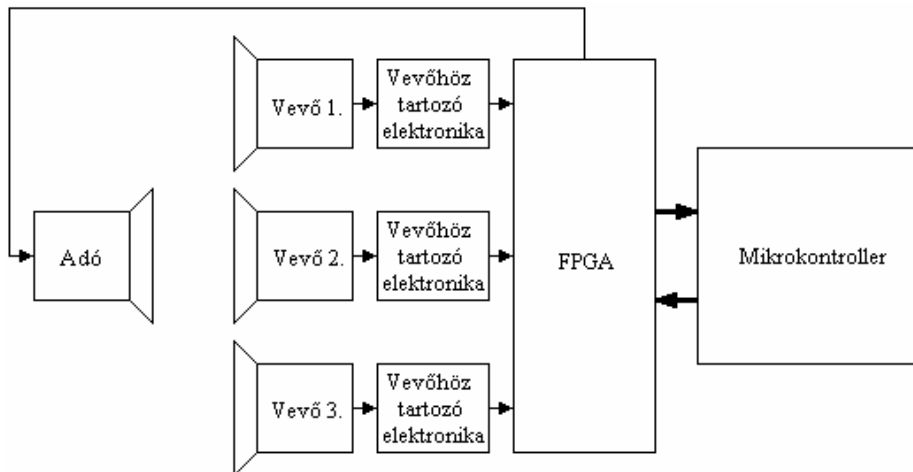 Vevő 1.
Vevőhöz
tartozó
elektronika
Adó
Vevő 2.
Vevőhöz
tartozó
elektronika
FPGA
Mikrokontroller
Vevő 3.
Vevőhöz
tartozó
elektronika